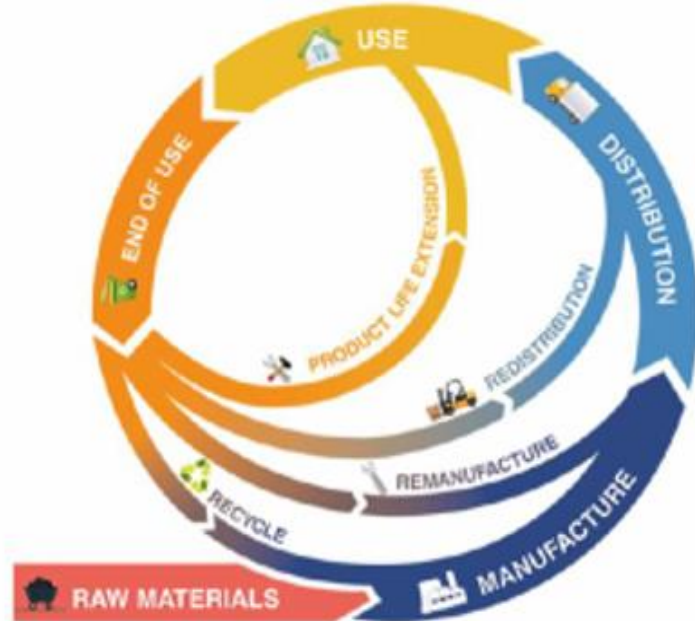 USE
END OF USE
DISTRIBUTION
PRODUCT LIFE EXTENSION
REDISTRIBUTION
REMANUFACTURE
RECYCLE
MANUFACTURE
RAW MATERIALS